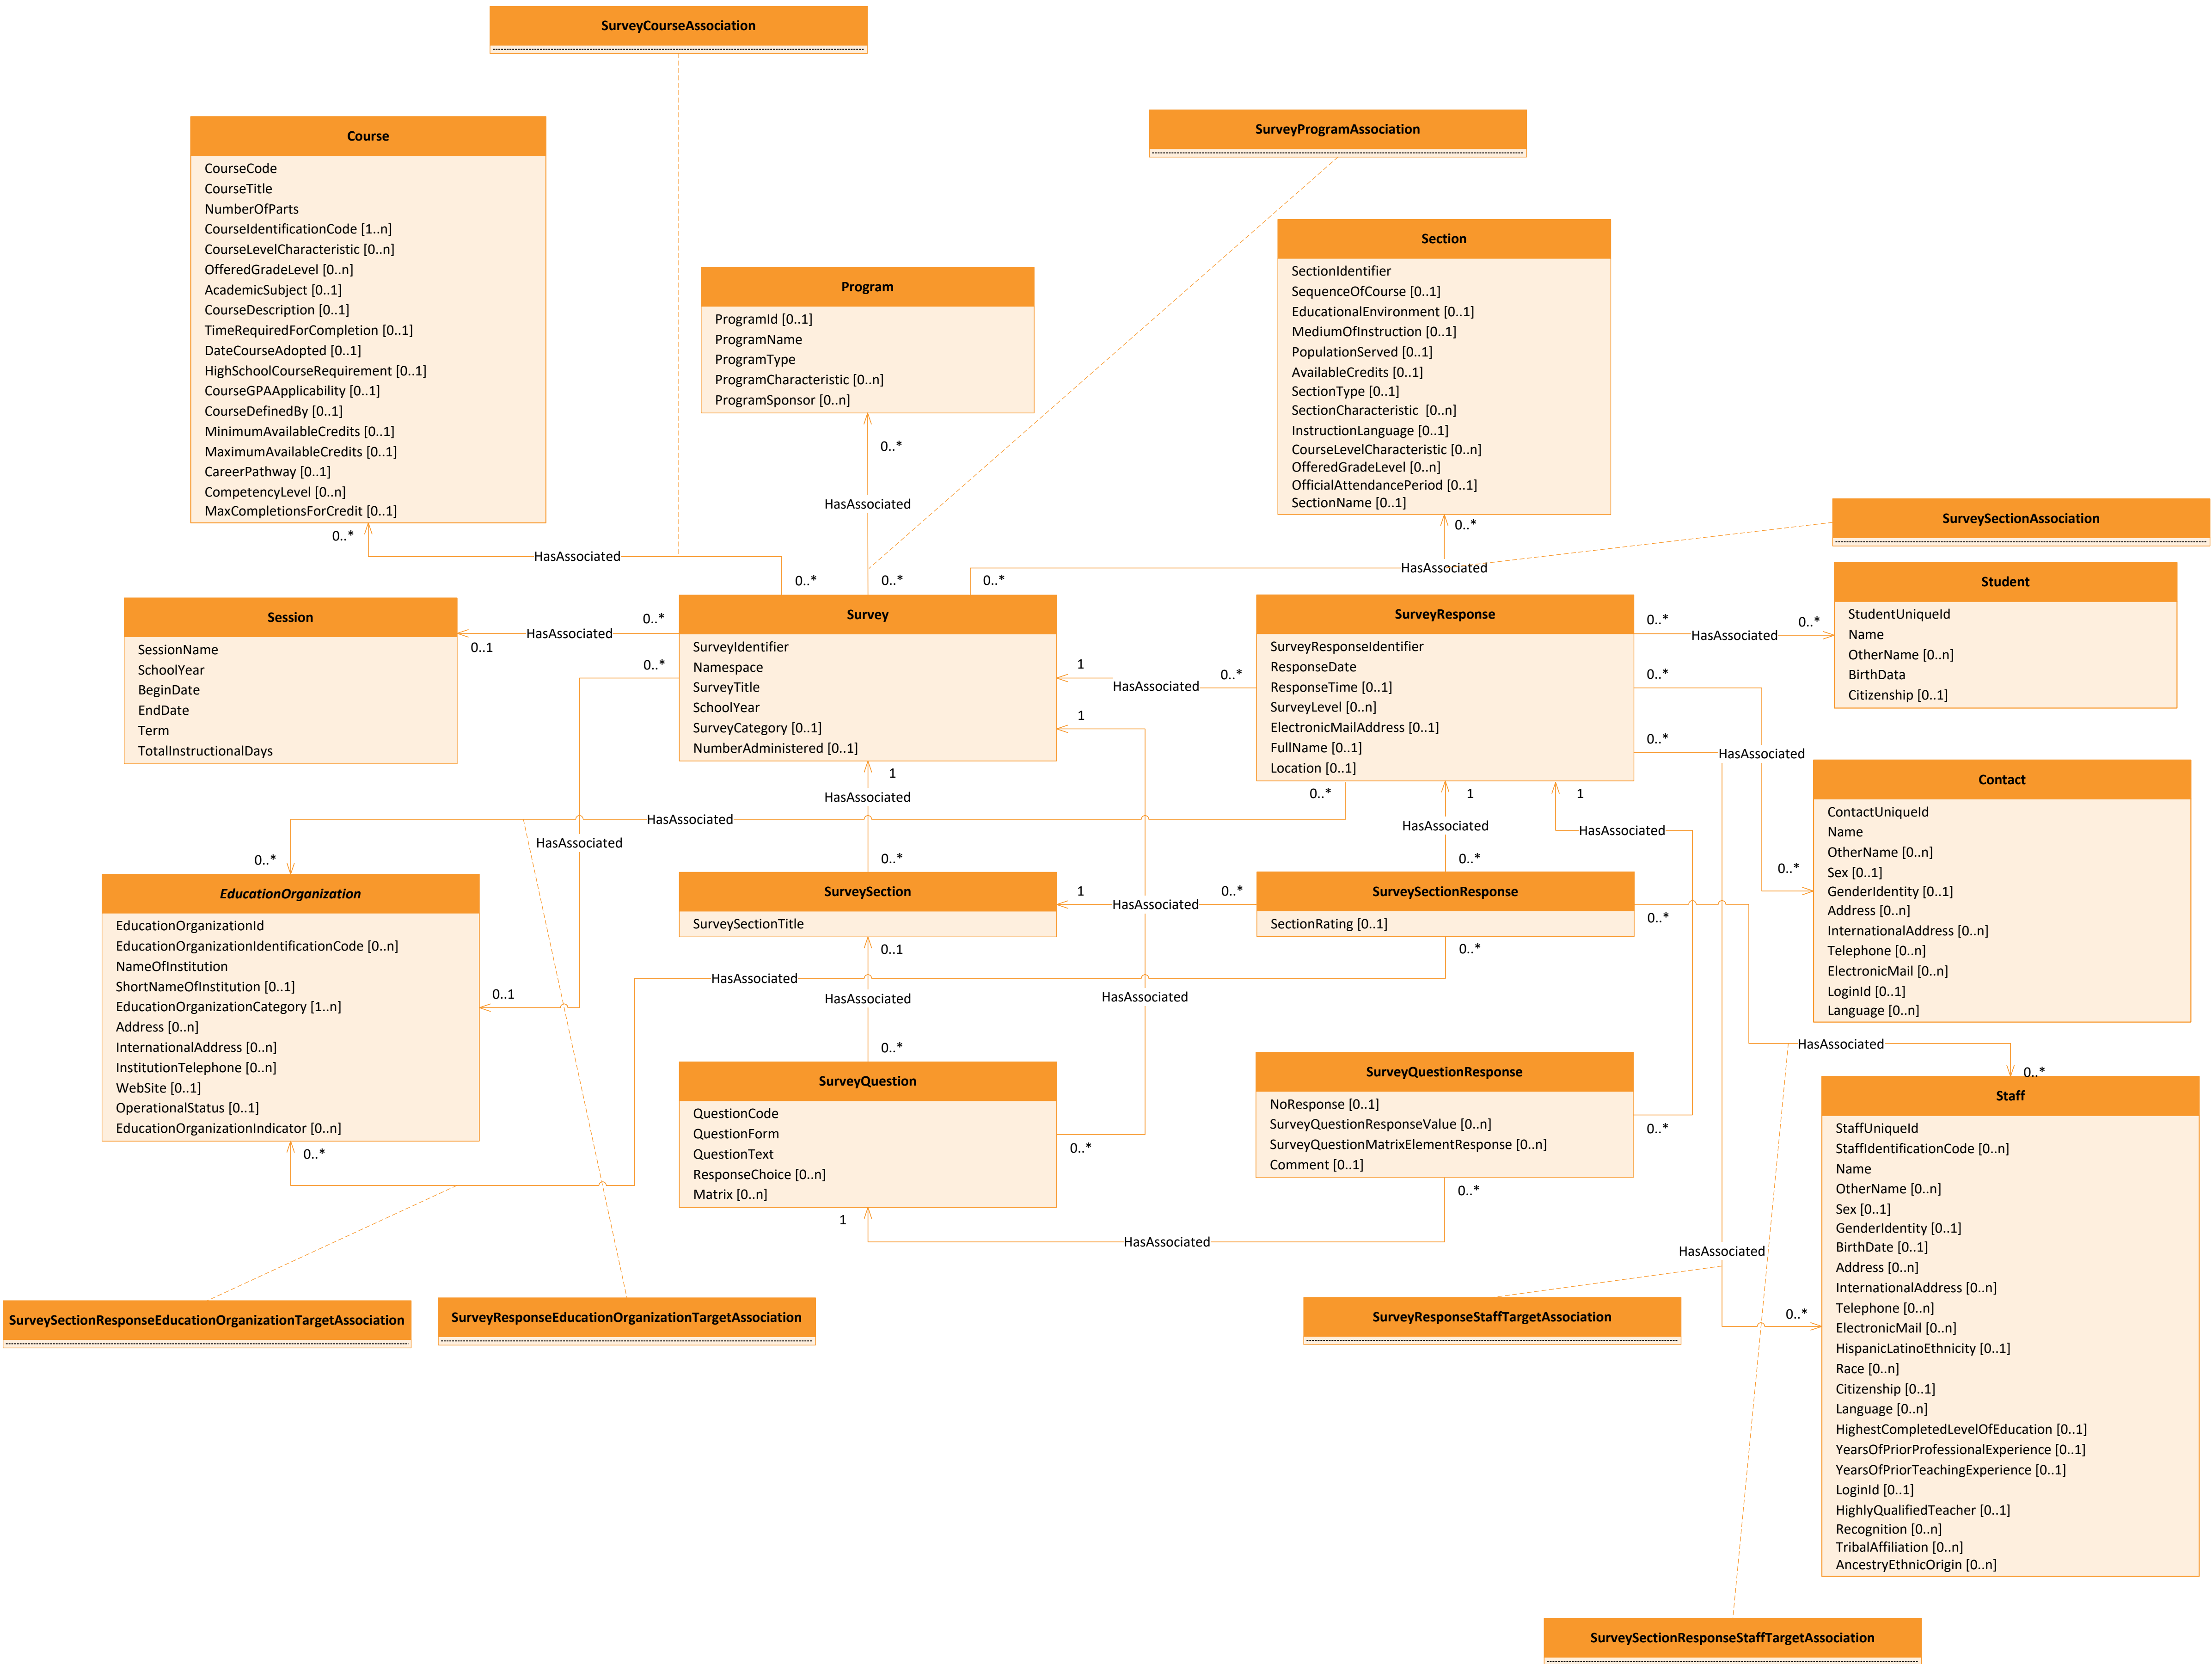 SurveyCourseAssociation
SurveyProgramAssociation
Course
CourseCode
CourseTitle
NumberOfParts
CourseIdentificationCode [1..n]
CourseLevelCharacteristic [0..n]
OfferedGradeLevel [0..n]
AcademicSubject [0..1]
CourseDescription [0..1]
TimeRequiredForCompletion [0..1]
DateCourseAdopted [0..1]
HighSchoolCourseRequirement [0..1]
CourseGPAApplicability [0..1]
CourseDefinedBy [0..1]
MinimumAvailableCredits [0..1]
MaximumAvailableCredits [0..1]
CareerPathway [0..1]
CompetencyLevel [0..n]
MaxCompletionsForCredit [0..1]
Program
ProgramId [0..1]
ProgramName
ProgramType
ProgramCharacteristic [0..n]
ProgramSponsor [0..n]
Section
SectionIdentifier
SequenceOfCourse [0..1]
EducationalEnvironment [0..1]
MediumOfInstruction [0..1]
PopulationServed [0..1]
AvailableCredits [0..1]
SectionType [0..1]
SectionCharacteristic  [0..n]
InstructionLanguage [0..1]
CourseLevelCharacteristic [0..n]
OfferedGradeLevel [0..n]
OfficialAttendancePeriod [0..1]
SectionName [0..1]
0..*
HasAssociated
0..*
0..*
SurveySectionAssociation
0..*
HasAssociated
0..*
0..*
HasAssociated
Session
SessionName
SchoolYear
BeginDate
EndDate
Term
TotalInstructionalDays
0..*
HasAssociated
0..1
0..*
Survey
SurveyIdentifier
Namespace
SurveyTitle
SchoolYear
SurveyCategory [0..1]
NumberAdministered [0..1]
1
HasAssociated
0..*
1
SurveyResponse
SurveyResponseIdentifier
ResponseDate
ResponseTime [0..1]
SurveyLevel [0..n]
ElectronicMailAddress [0..1]
FullName [0..1]
Location [0..1]
Student
StudentUniqueId
Name
OtherName [0..n]
BirthData
Citizenship [0..1]
0..*
HasAssociated
0..*
0..*
0..*
HasAssociated
Contact
ContactUniqueId
Name
OtherName [0..n]
Sex [0..1]
GenderIdentity [0..1]
Address [0..n]
InternationalAddress [0..n]
Telephone [0..n]
ElectronicMail [0..n]
LoginId [0..1]
Language [0..n]
0..*
1
HasAssociated
0..*
0..*
HasAssociated
HasAssociated
0..*
1
HasAssociated
0..*
1
HasAssociated
EducationOrganization
EducationOrganizationId
EducationOrganizationIdentificationCode [0..n]
NameOfInstitution
ShortNameOfInstitution [0..1]
EducationOrganizationCategory [1..n]
Address [0..n]
InternationalAddress [0..n]
InstitutionTelephone [0..n]
WebSite [0..1]
OperationalStatus [0..1]
EducationOrganizationIndicator [0..n]
0..1
0..*
SurveySection
SurveySectionTitle
1
HasAssociated
0..*
SurveySectionResponse
SectionRating [0..1]
0..*
0..1
HasAssociated
0..*
HasAssociated
0..*
HasAssociated
HasAssociated
0..*
SurveyQuestion
QuestionCode
QuestionForm
QuestionText
ResponseChoice [0..n]
Matrix [0..n]
0..*
1
HasAssociated
0..*
SurveyQuestionResponse
NoResponse [0..1]
SurveyQuestionResponseValue [0..n]
SurveyQuestionMatrixElementResponse [0..n]
Comment [0..1]
0..*
Staff
StaffUniqueId
StaffIdentificationCode [0..n]
Name
OtherName [0..n]
Sex [0..1]
GenderIdentity [0..1]
BirthDate [0..1]
Address [0..n]
InternationalAddress [0..n]
Telephone [0..n]
ElectronicMail [0..n]
HispanicLatinoEthnicity [0..1]
Race [0..n]
Citizenship [0..1]
Language [0..n]
HighestCompletedLevelOfEducation [0..1]
YearsOfPriorProfessionalExperience [0..1]
YearsOfPriorTeachingExperience [0..1]
LoginId [0..1]
HighlyQualifiedTeacher [0..1]
Recognition [0..n]
TribalAffiliation [0..n]
AncestryEthnicOrigin [0..n]
HasAssociated
0..*
SurveySectionResponseEducationOrganizationTargetAssociation
SurveyResponseEducationOrganizationTargetAssociation
SurveyResponseStaffTargetAssociation
SurveySectionResponseStaffTargetAssociation